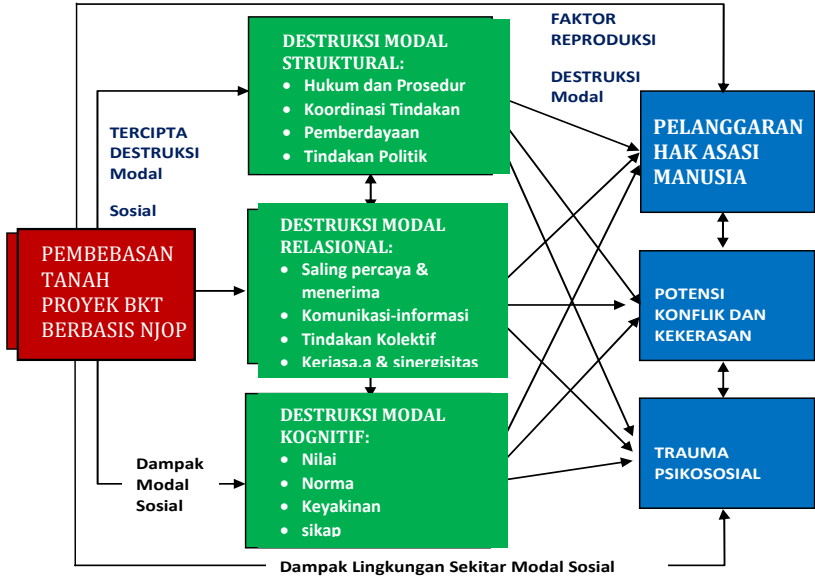 FAKTOR
REPRODUKSI
DESTRUKSI
Modal
DESTRUKSI MODAL
STRUKTURAL:
• Hukum dan Prosedur
• Koordinasi Tindakan
• Pemberdayaan
• Tindakan Politik
TERCIPTA
DESTRUKSI
Modal
Sosial
PELANGGARAN
HAK ASASI
MANUSIA
PEMBEBASAN
TANAH
PROYEK BKT
BERBASIS NJOP
DESTRUKSI MODAL
RELASIONAL:
• Saling percaya &
menerima
• Komunikasi-informasi
• Tindakan Kolektif
• Keriasa.a & sinergisitas
POTENSI
KONFLIK DAN
KEKERASAN
DESTRUKSI MODAL
KOGNITIF:
• Nilai
• Norma
• Keyakinan
• sikap
Dampak
Modal
Sosial
TRAUMA
PSIKOSOSIAL
Dampak Lingkungan Sekitar Modal Sosial